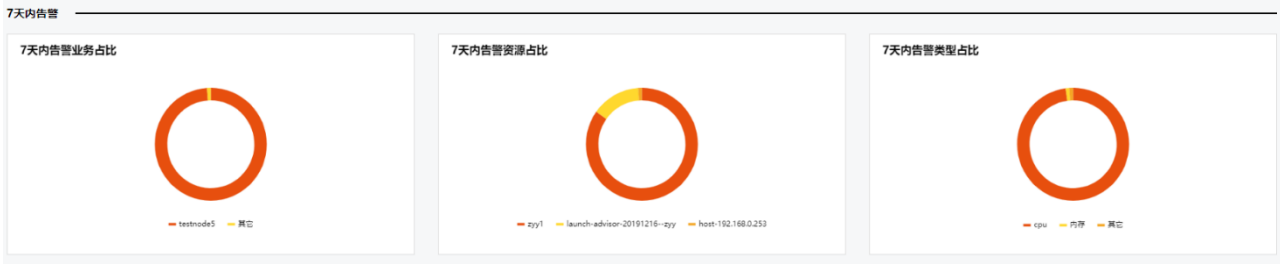 7天内告警
7天内告警业务占比
7天内告警资源占比
7天内告警类型占比
testnode5 其它
zyy1 launch-advisor-20191216--zyy host-192.168.0.253
cpu 内存 其它